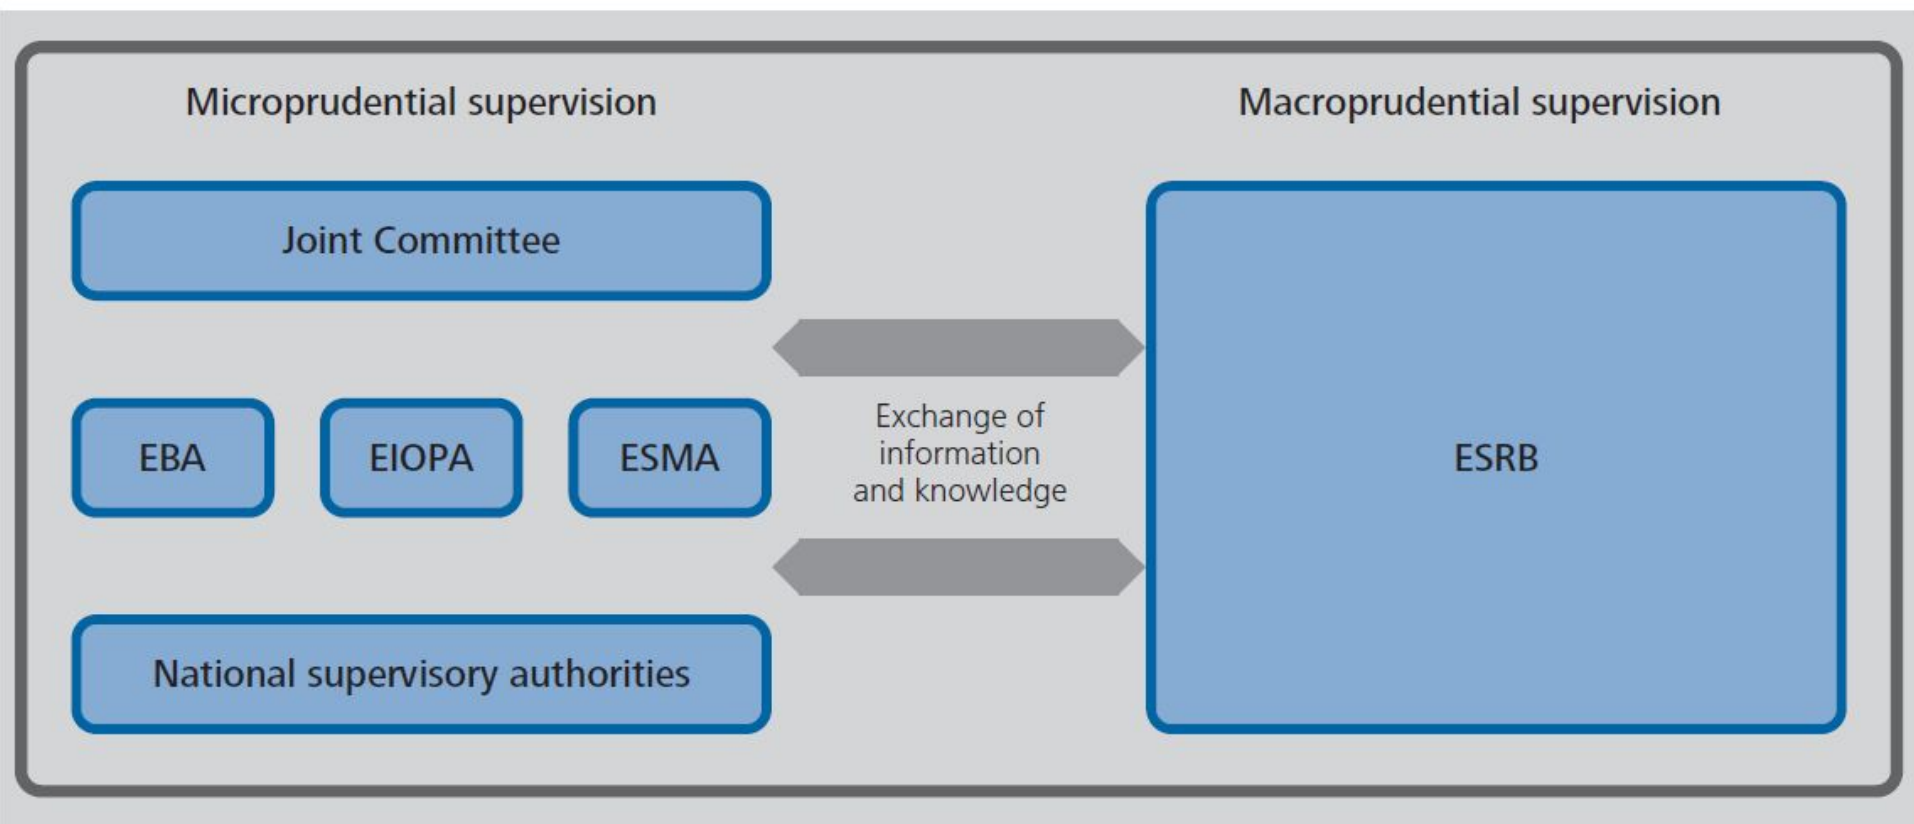 Microprudential supervision
Macroprudential supervision
Joint Committee
EBA
EIOPA
ESMA
Exchange of
information
and knowledge
ESRB
National supervisory authorities